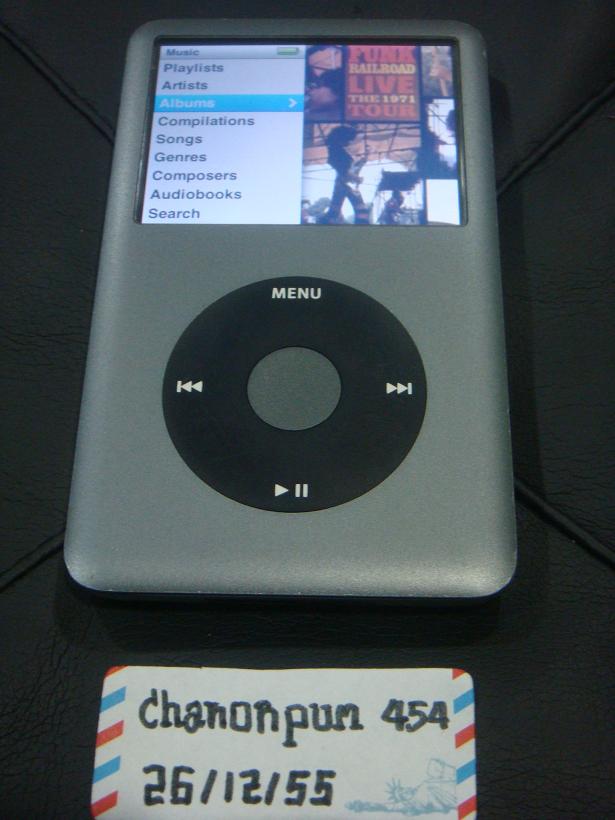 Music
Playlists
Artists
Albums
Compilations
Songs
Genres
Composers
Audiobooks
Search
FUNK
RAILROAD
LIVE
THE 1971
TOUR
MENU
chanonpum 454
26/12/55